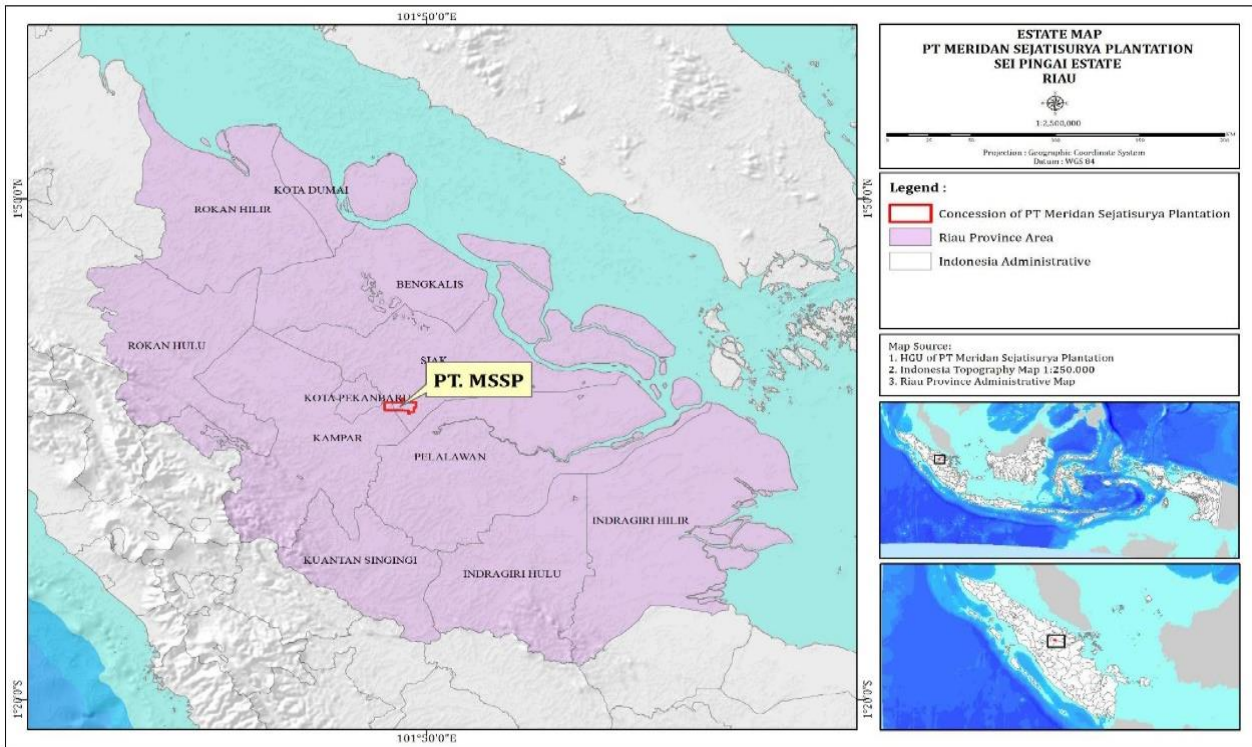 101°50'0"E
1°50'0"N
1°50'0"N
KOTA DUMAI
ROKAN HILIR
BENGKALIS
ROKAN HULU
SIAK
PT. MSSP
KOTA PEKANBARU
KAMPAR
PELALAWAN
INDRAGIRI HILIR
KUANTAN SINGINGI
INDRAGIRI HULU
1°20'0"S
1°20'0"S
101°50'0"E
ESTATE MAP
PT MERIDAN SEJATISURYA PLANTATION
SEI PINGAI ESTATE
RIAU
1:2,500,000
Projection : Geographic Coordinate System
Datum : WGS 84
Legend :
Concession of PT Meridan Sejatisurya Plantation
Riau Province Area
Indonesia Administrative
Map Source:
1. HGU of PT Meridan Sejatisurya Plantation
2. Indonesia Topography Map 1:250.000
3. Riau Province Administrative Map